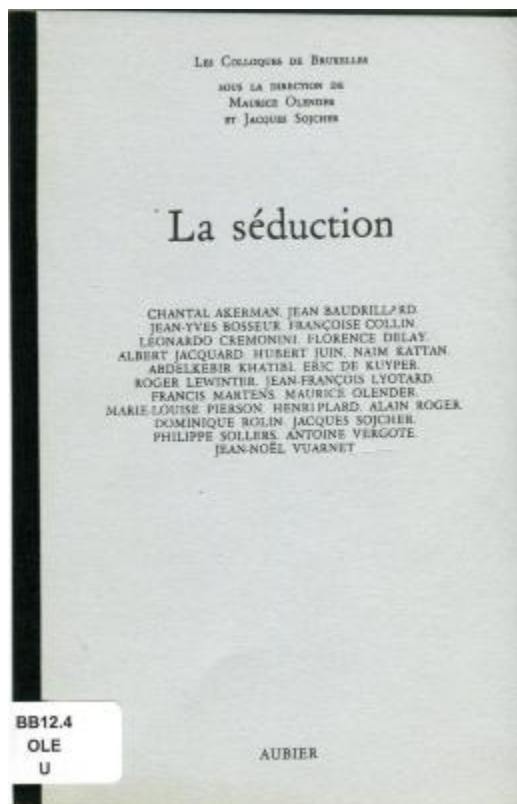 LES COLLOQUES DE BRUXELLES
SOUS LA DIRECTION DE
MAURICE OLENDER
ET JACQUES SOJCHER
La séduction
CHANTAL AKERMAN, JEAN BAUDRILLARD,
JEAN-YVES BOSSEUR, FRANÇOISE COLLIN,
LEONARDO CREMONINI, FLORENCE DELAY,
ALBERT JACQUARD, HUBERT JUIN, NAIM KATTAN,
ABDELKEBIR KHATIBI, ERIC DE KUYPER,
ROGER LEWINTER, JEAN-FRANÇOIS LYOTARD,
FRANCIS MARTENS, MAURICE OLENDER,
MARIE-LOUISE PIERSON, HENRI PLARD, ALAIN ROGER,
DOMINIQUE ROLIN, JACQUES SOJCHER,
PHILIPPE SOLLERS, ANTOINE VERGOTE,
JEAN-NOËL VUARNET
BB12.4
OLE
U
AUBIER